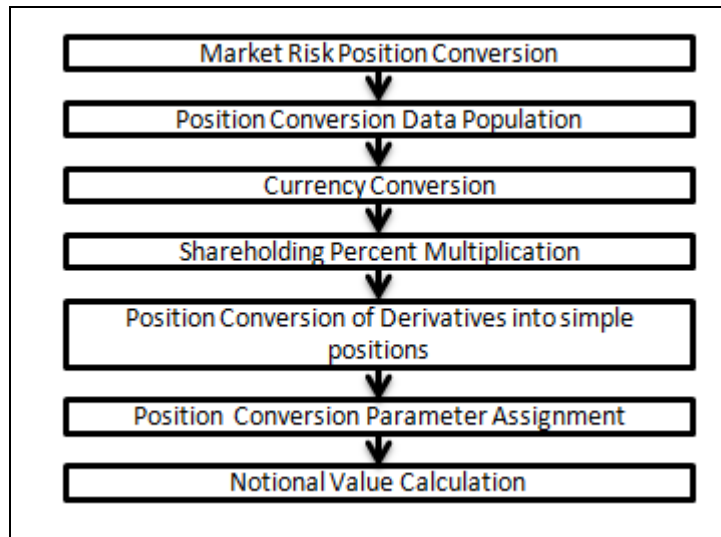 Market Risk Position Conversion
Position Conversion Data Population
Currency Conversion
Shareholding Percent Multiplication
Position Conversion of Derivatives into simple
positions
Position Conversion Parameter Assignment
Notional Value Calculation